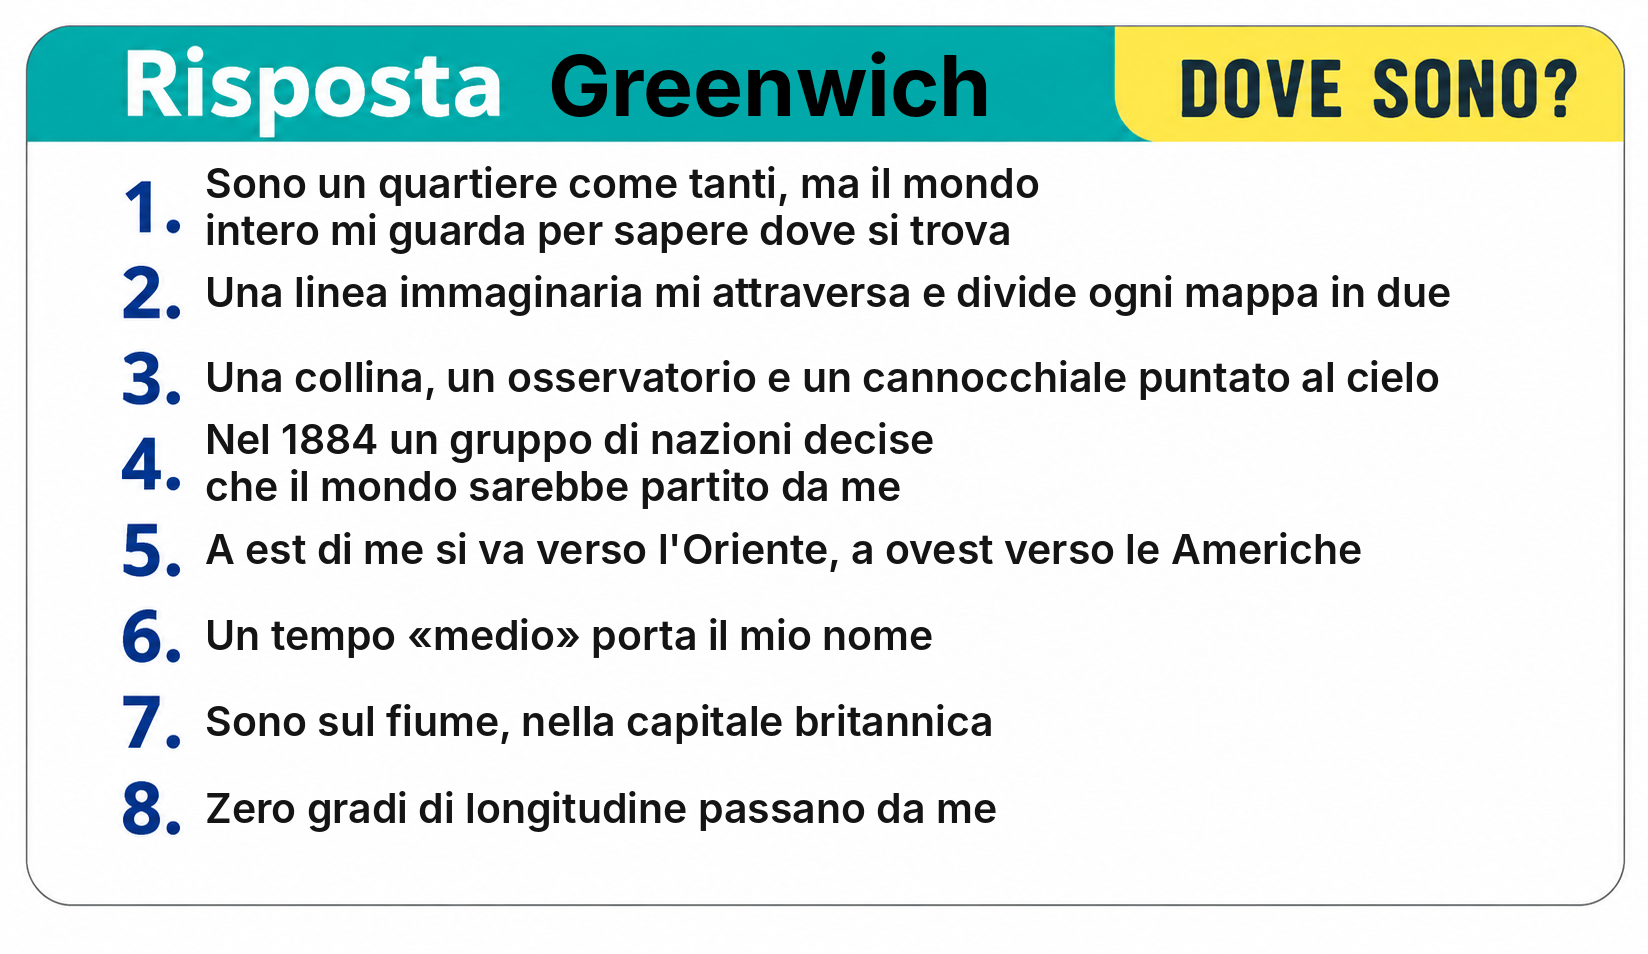 Risposta Greenwich
DOVE SONO?
1. Sono un quartiere come tanti, ma il mondo
intero mi guarda per sapere dove si trova
2. Una linea immaginaria mi attraversa e divide ogni mappa in due
3. Una collina, un osservatorio e un cannocchiale puntato al cielo
4. Nel 1884 un gruppo di nazioni decise
che il mondo sarebbe partito da me
5. A est di me si va verso l'Oriente, a ovest verso le Americhe
6. Un tempo «medio» porta il mio nome
7. Sono sul fiume, nella capitale britannica
8. Zero gradi di longitudine passano da me